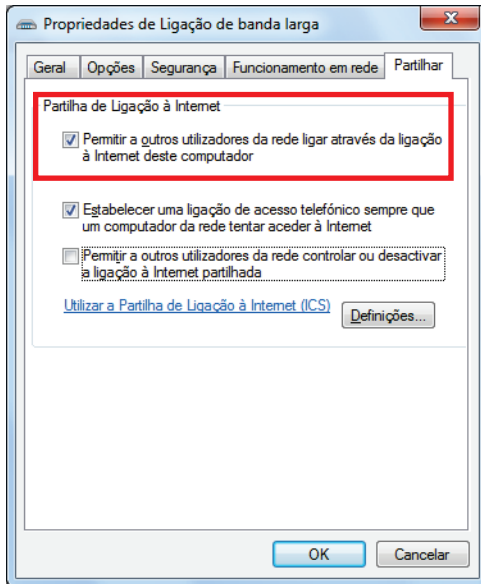 Propriedades de Ligação de banda larga
Geral Opções Segurança Funcionamento em rede Partilhar
Partilha de Ligação à Internet
Permitir a outros utilizadores da rede ligar através da ligação
à Internet deste computador
Estabelecer uma ligação de acesso telefónico sempre que
um computador da rede tentar aceder à Internet
Permitir a outros utilizadores da rede controlar ou desactivar
a ligação à Internet partilhada
Utilizar a Partilha de Ligação à Internet (ICS)
Definições...
OK Cancelar